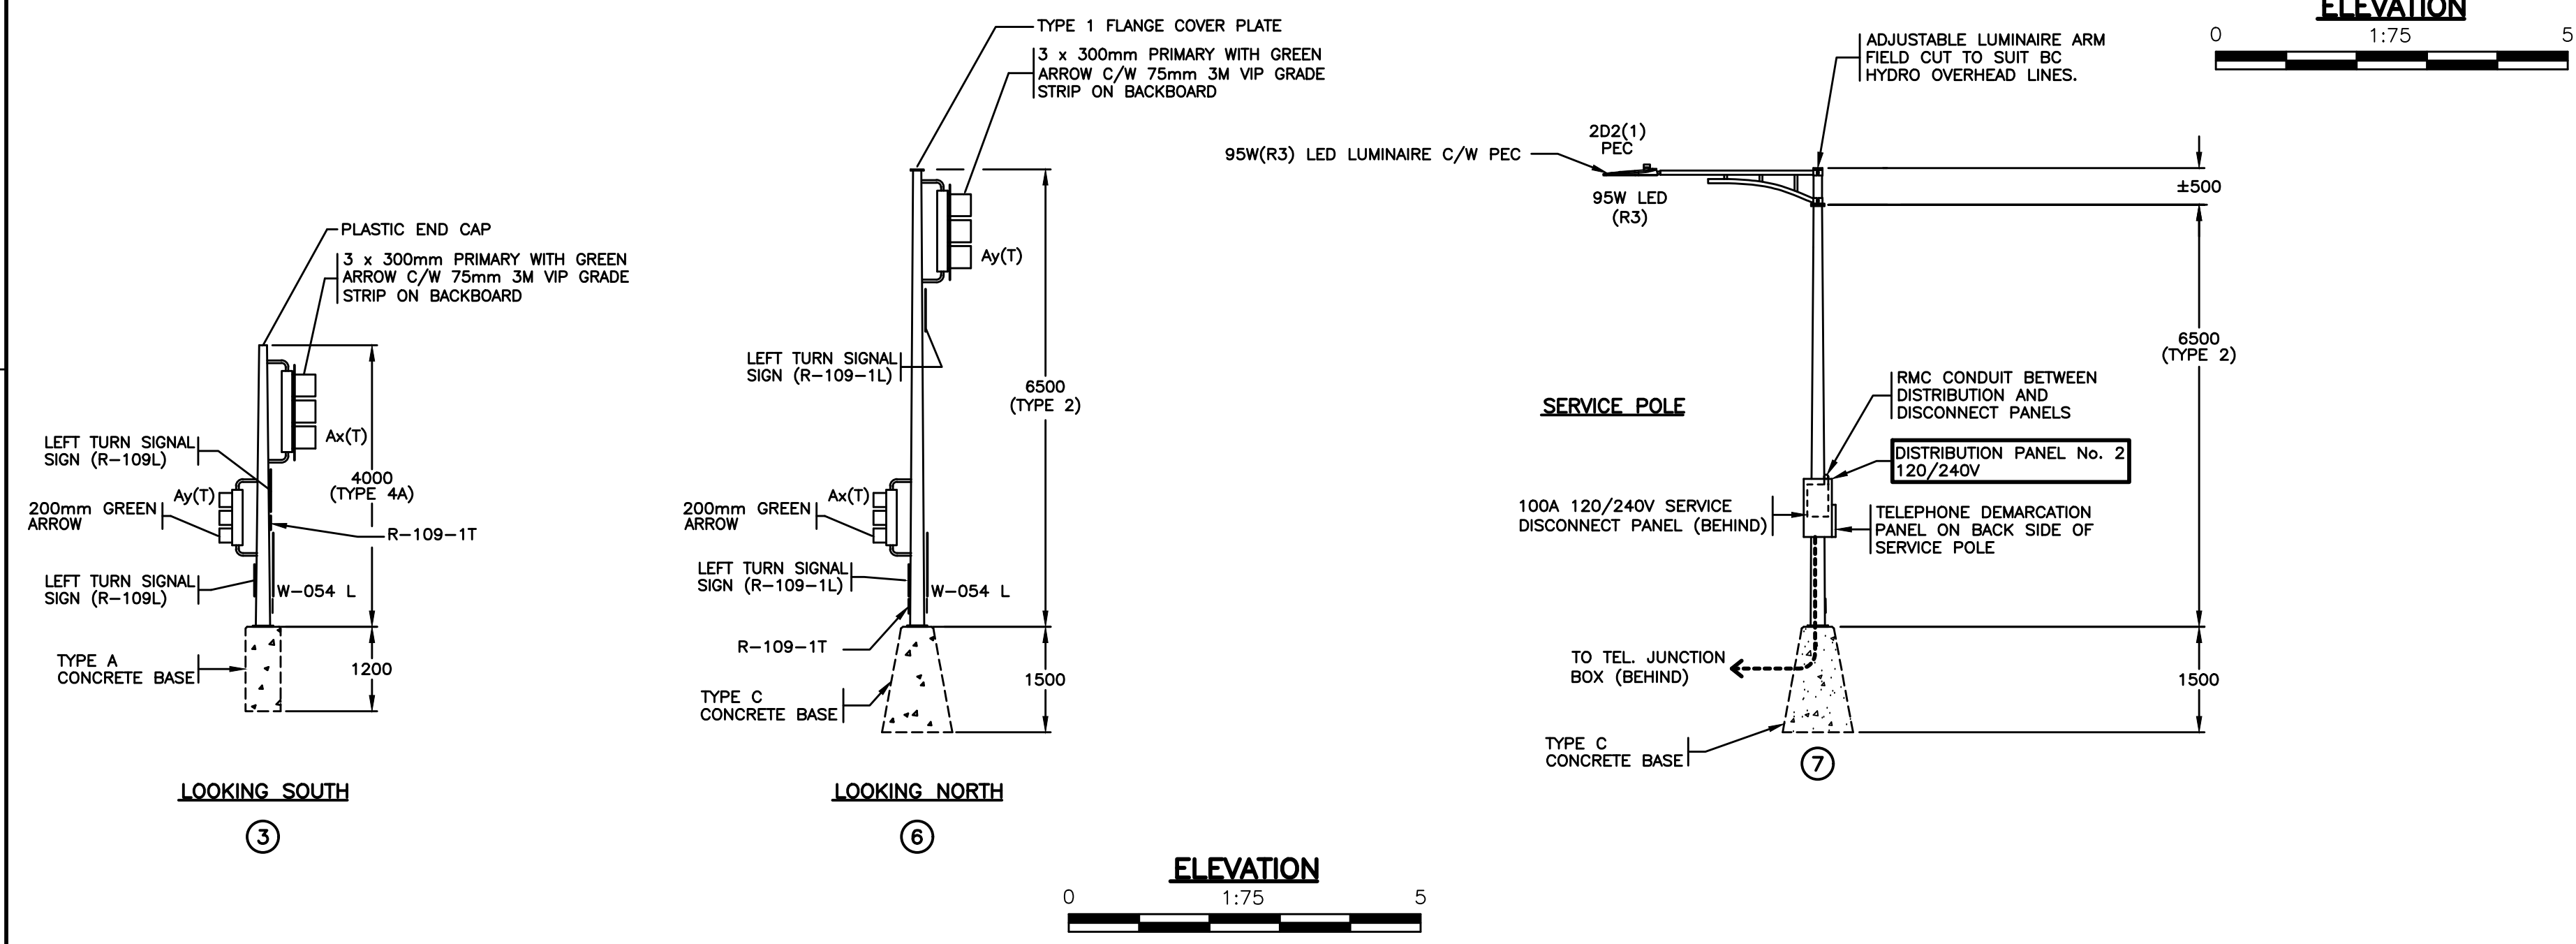 ELEVATION
0 1:75 5
PLASTIC END CAP
3 x 300mm PRIMARY WITH GREEN
ARROW C/W 75mm 3M VIP GRADE
STRIP ON BACKBOARD
Ax(T)
LEFT TURN SIGNAL
SIGN (R-109L)
4000
(TYPE 4A)
Ay(T)
200mm GREEN
ARROW
R-109-1T
LEFT TURN SIGNAL
SIGN (R-109L)
W-054 L
TYPE A
CONCRETE BASE
1200
LOOKING SOUTH
3
TYPE 1 FLANGE COVER PLATE
3 x 300mm PRIMARY WITH GREEN
ARROW C/W 75mm 3M VIP GRADE
STRIP ON BACKBOARD
Ay(T)
LEFT TURN SIGNAL
SIGN (R-109-1L)
6500
(TYPE 2)
Ax(T)
200mm GREEN
ARROW
LEFT TURN SIGNAL
SIGN (R-109-1L)
W-054 L
R-109-1T
TYPE C
CONCRETE BASE
1500
LOOKING NORTH
6
ADJUSTABLE LUMINAIRE ARM
FIELD CUT TO SUIT BC
HYDRO OVERHEAD LINES.
2D2(1)
PEC
95W(R3) LED LUMINAIRE C/W PEC
95W LED
(R3)
±500
6500
(TYPE 2)
SERVICE POLE
RMC CONDUIT BETWEEN
DISTRIBUTION AND
DISCONNECT PANELS
DISTRIBUTION PANEL No. 2
120/240V
100A 120/240V SERVICE
DISCONNECT PANEL (BEHIND)
TELEPHONE DEMARCATION
PANEL ON BACK SIDE OF
SERVICE POLE
TO TEL. JUNCTION
BOX (BEHIND)
1500
TYPE C
CONCRETE BASE
7
ELEVATION
0 1:75 5